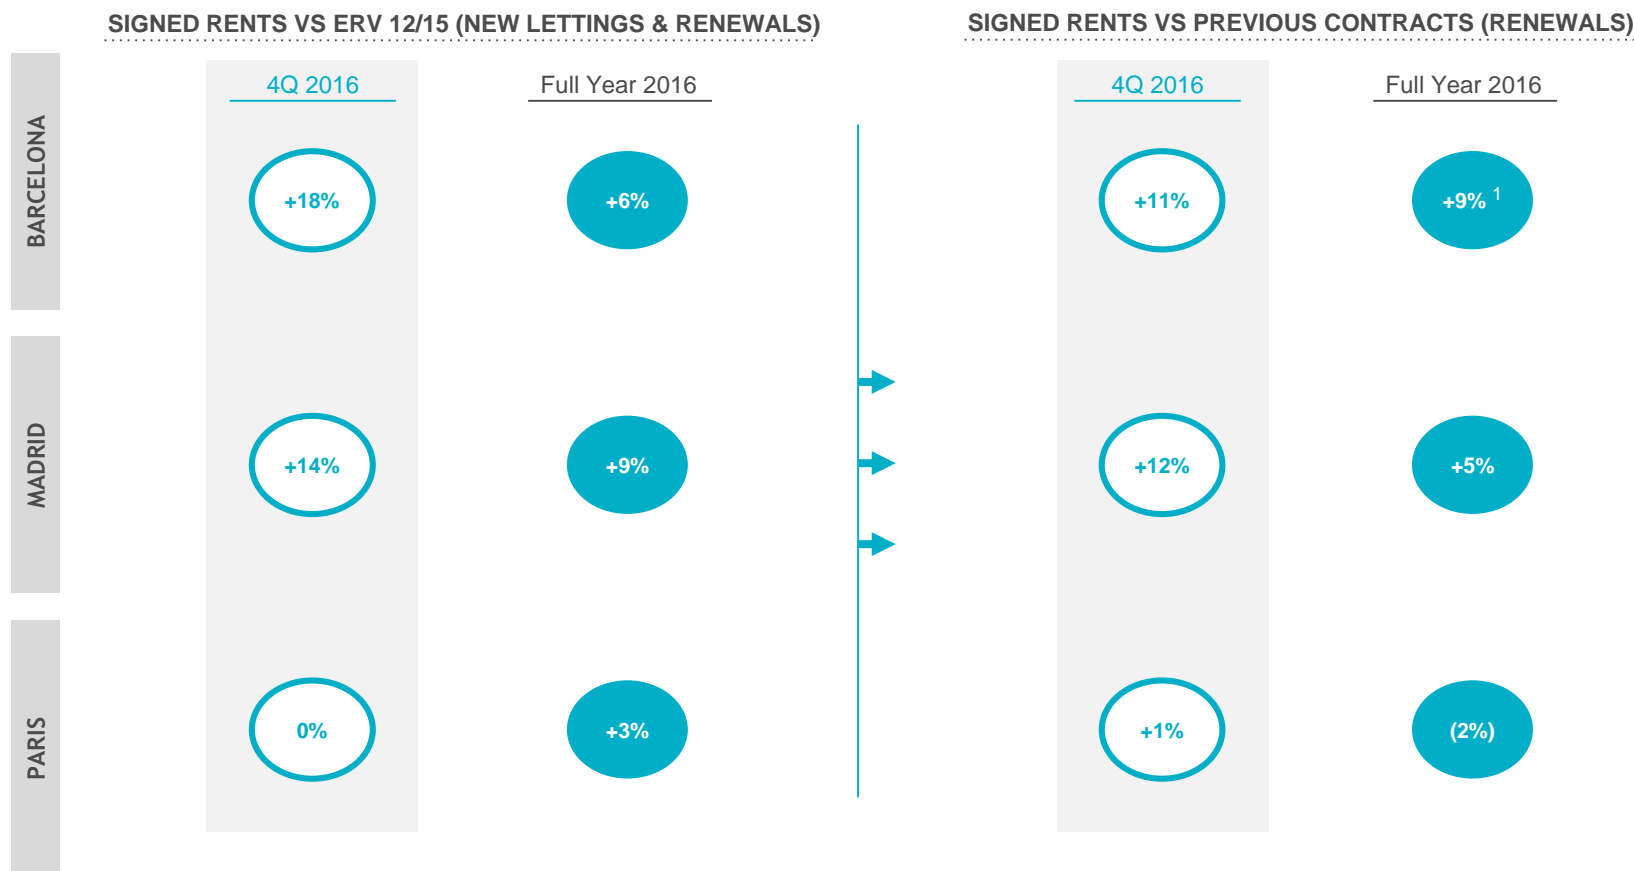 SIGNED RENTS VS ERV 12/15 (NEW LETTINGS & RENEWALS)
SIGNED RENTS VS PREVIOUS CONTRACTS (RENEWALS)
4Q 2016
Full Year 2016
4Q 2016
Full Year 2016
BARCELONA
+18%
+6%
+11%
+9% 1
MADRID
+14%
+9%
+12%
+5%
PARIS
0%
+3%
+1%
(2%)